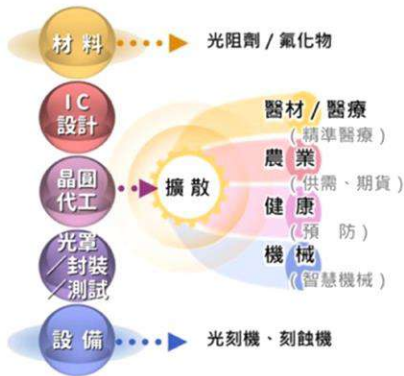 材料
光阻劑 / 氟化物
IC
設計
晶圓
代工
光罩
／封裝
／測試
設備
光刻機、刻蝕機
擴散
醫材 / 醫療
(精準醫療)
農業
(供需、期貨)
健康
(預防)
機械
(智慧機械)